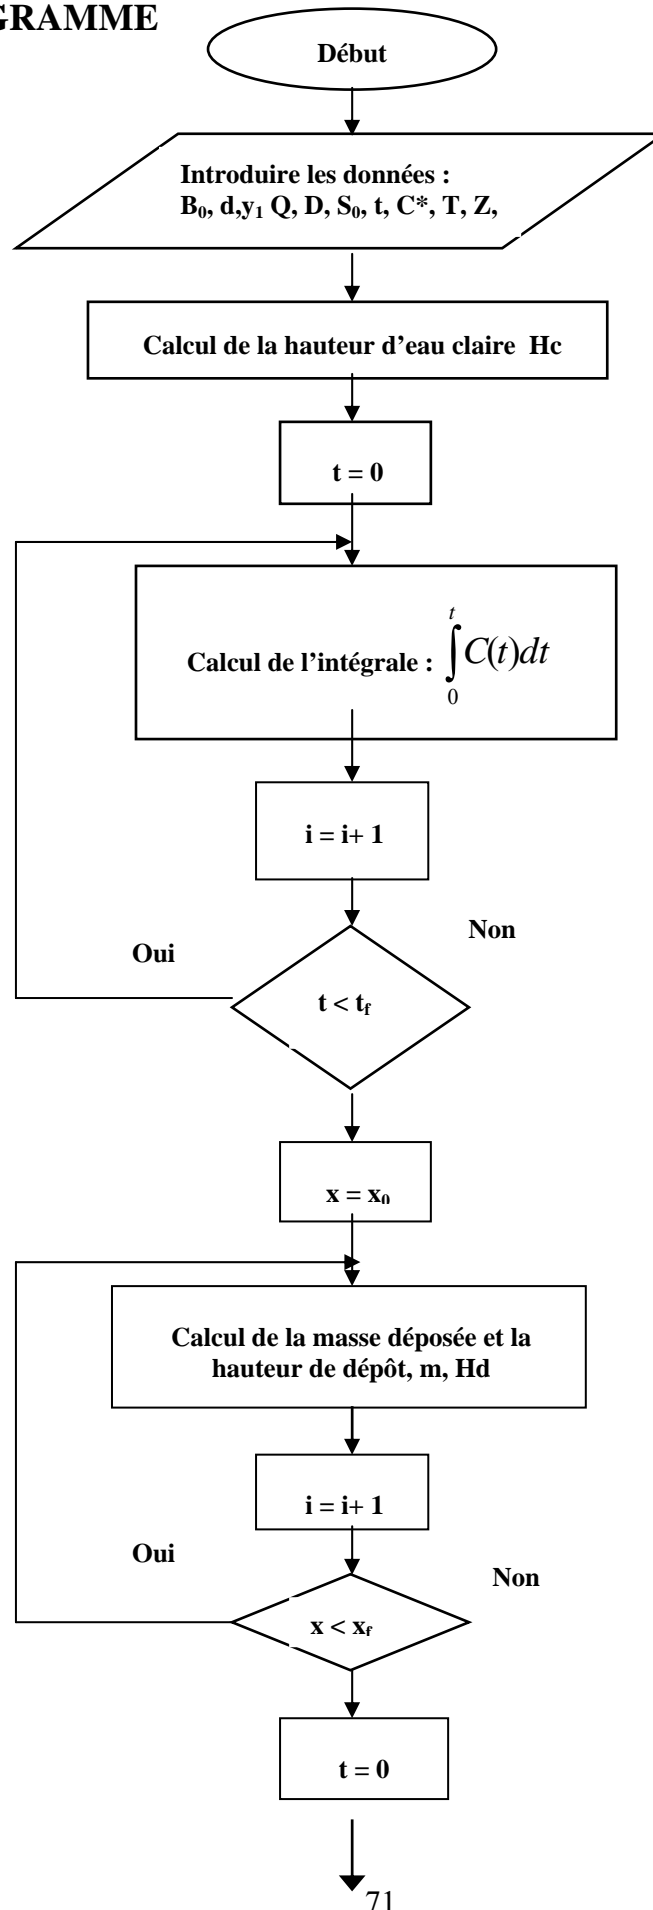 GRAMME
Début
Introduire les données :
B₀, d,y₁ Q, D, S₀, t, C*, T, Z,
Calcul de la hauteur d’eau claire Hc
t = 0
Calcul de l’intégrale : ∫₀ᵗ C(t)dt
i = i+ 1
Non
Oui
t < t_f
x = x₀
Calcul de la masse déposée et la
hauteur de dépôt, m, Hd
i = i+ 1
Oui
Non
x < x_f
t = 0
71